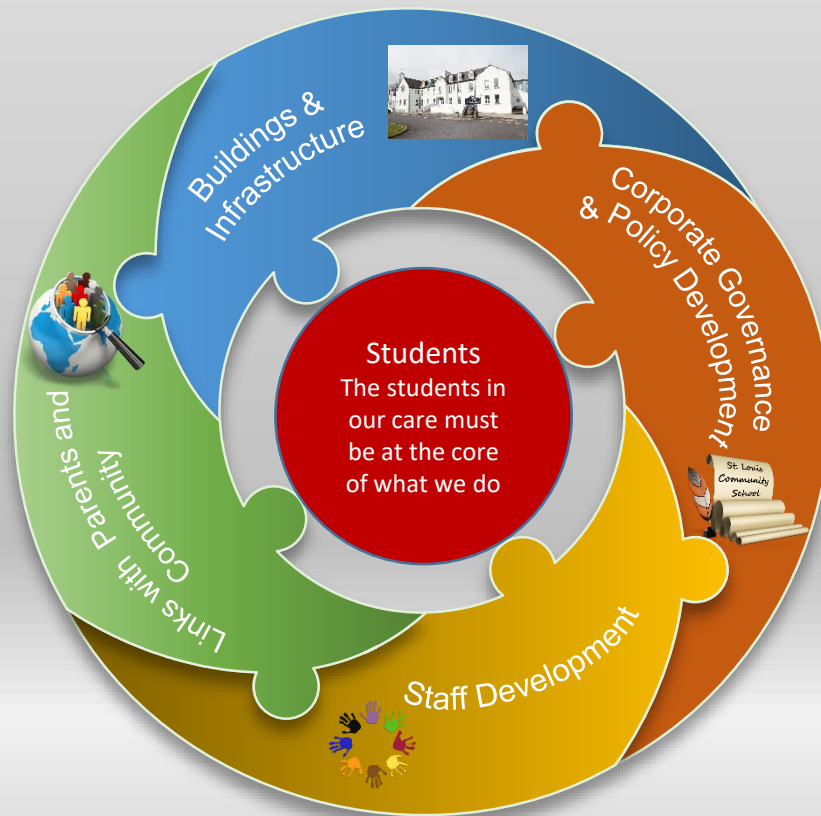 Buildings &
Infrastructure
Corporate Governance
& Policy Development
St. Louis
Community
School
Students
The students in
our care must
be at the core
of what we do
Links with Parents and
Community
Staff Development